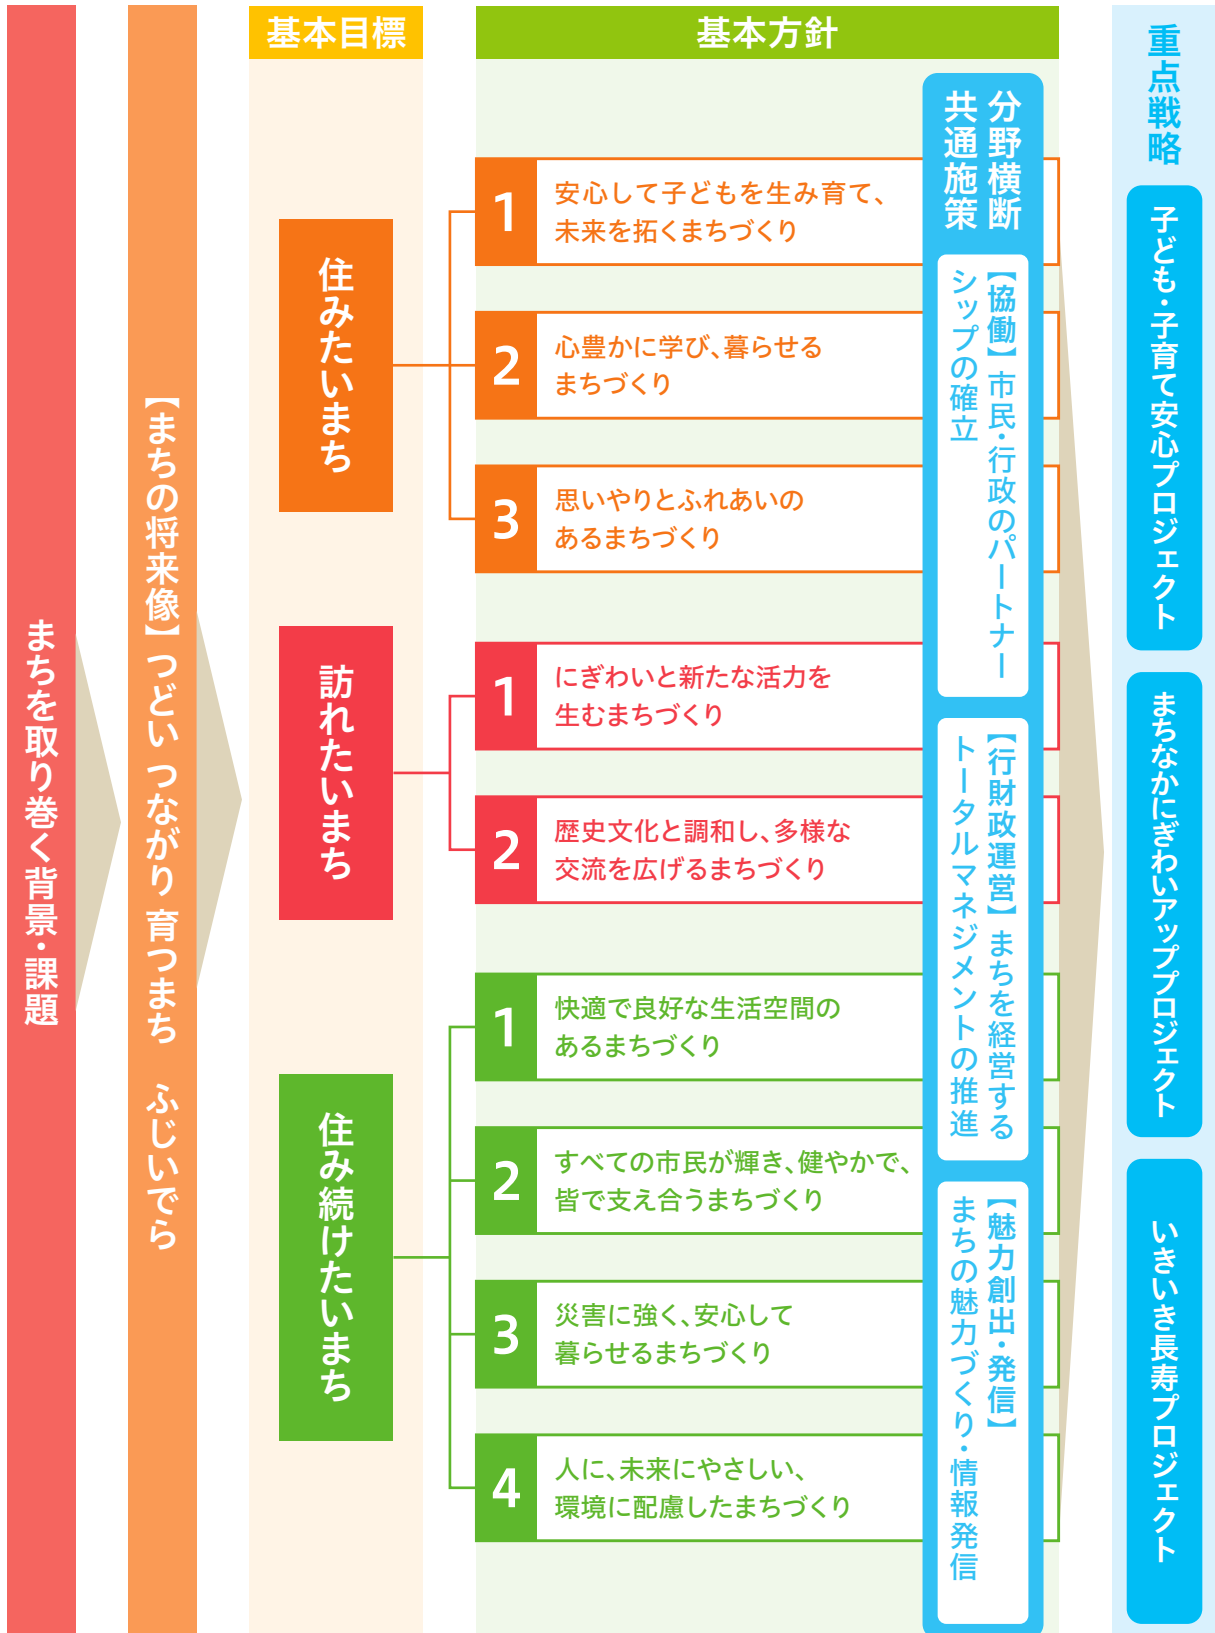 まちを取り巻く背景・課題
【まちの将来像】つどい つながり 育つまち ふじいでら
基本目標
住みたいまち
訪れたいまち
住み続けたいまち
基本方針
1
安心して子どもを生み育て、
未来を拓くまちづくり
2
心豊かに学び、暮らせる
まちづくり
3
思いやりとふれあいの
あるまちづくり
1
にぎわいと新たな活力を
生むまちづくり
2
歴史文化と調和し、多様な
交流を広げるまちづくり
1
快適で良好な生活空間の
あるまちづくり
2
すべての市民が輝き、健やかで、
皆で支え合うまちづくり
3
災害に強く、安心して
暮らせるまちづくり
4
人に、未来にやさしい、
環境に配慮したまちづくり
分野横断
共通施策
【協働】市民・行政のパートナー
シップの確立
【行財政運営】まちを経営する
トータルマネジメントの推進
【魅力創出・発信】
まちの魅力づくり・情報発信
重点戦略
子ども・子育て安心プロジェクト
まちなかにぎわいアッププロジェクト
いきいき長寿プロジェクト